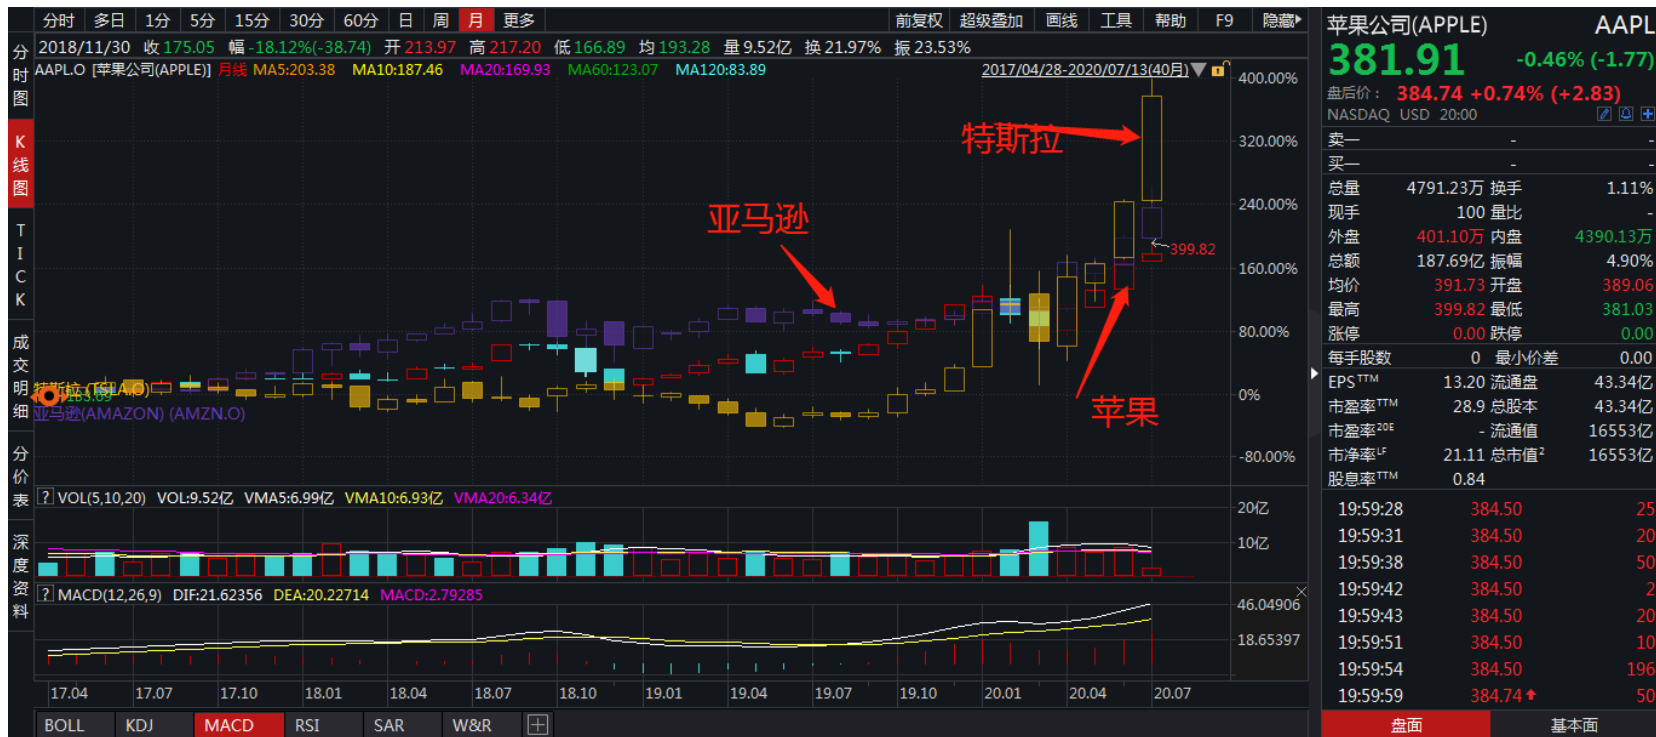 分时 多日 1分 5分 15分 30分 60分 日 周 月 更多 前复权 超级叠加 画线 工具 帮助 F9 隐藏
2018/11/30 收175.05 幅-18.12%(-38.74) 开213.97 高217.20 低166.89 均193.28 量9.52亿 换21.97% 振23.53%
AAPL.O [苹果公司(APPLE)] 月线 MA5:203.38 MA10:187.46 MA20:169.93 MA60:123.07 MA120:83.89 2017/04/28-2020/07/13(40月)
分时图
K线图
TICK
成交明细
分价表
深度资料
400.00%
320.00%
240.00%
160.00%
80.00%
0%
-80.00%
特斯拉
亚马逊
399.82
苹果
特斯拉 (TSLA.O)
亚马逊(AMAZON) (AMZN.O)
? VOL(5,10,20) VOL:9.52亿 VMA5:6.99亿 VMA10:6.93亿 VMA20:6.34亿
20亿
10亿
? MACD(12,26,9) DIF:21.62356 DEA:20.22714 MACD:2.79285
46.04906
18.65397
17.04 17.07 17.10 18.01 18.04 18.07 18.10 19.01 19.04 19.07 19.10 20.01 20.04 20.07
BOLL KDJ MACD RSI SAR W&R
苹果公司(APPLE) AAPL
381.91 -0.46% (-1.77)
盘后价： 384.74 +0.74% (+2.83)
NASDAQ USD 20:00
卖一 - -
买一 - -
总量 4791.23万 换手 1.11%
现手 100 量比 -
外盘 401.10万 内盘 4390.13万
总额 187.69亿 振幅 4.90%
均价 391.73 开盘 389.06
最高 399.82 最低 381.03
涨停 0.00 跌停 0.00
每手股数 0 最小价差 0.00
EPSTTM 13.20 流通盘 43.34亿
市盈率TTM 28.9 总股本 43.34亿
市盈率20E - 流通值 16553亿
市净率LF 21.11 总市值2 16553亿
股息率TTM 0.84
19:59:28 384.50 25
19:59:31 384.50 20
19:59:38 384.50 50
19:59:42 384.50 2
19:59:43 384.50 20
19:59:51 384.50 10
19:59:54 384.50 196
19:59:59 384.74 50
盘面 基本面